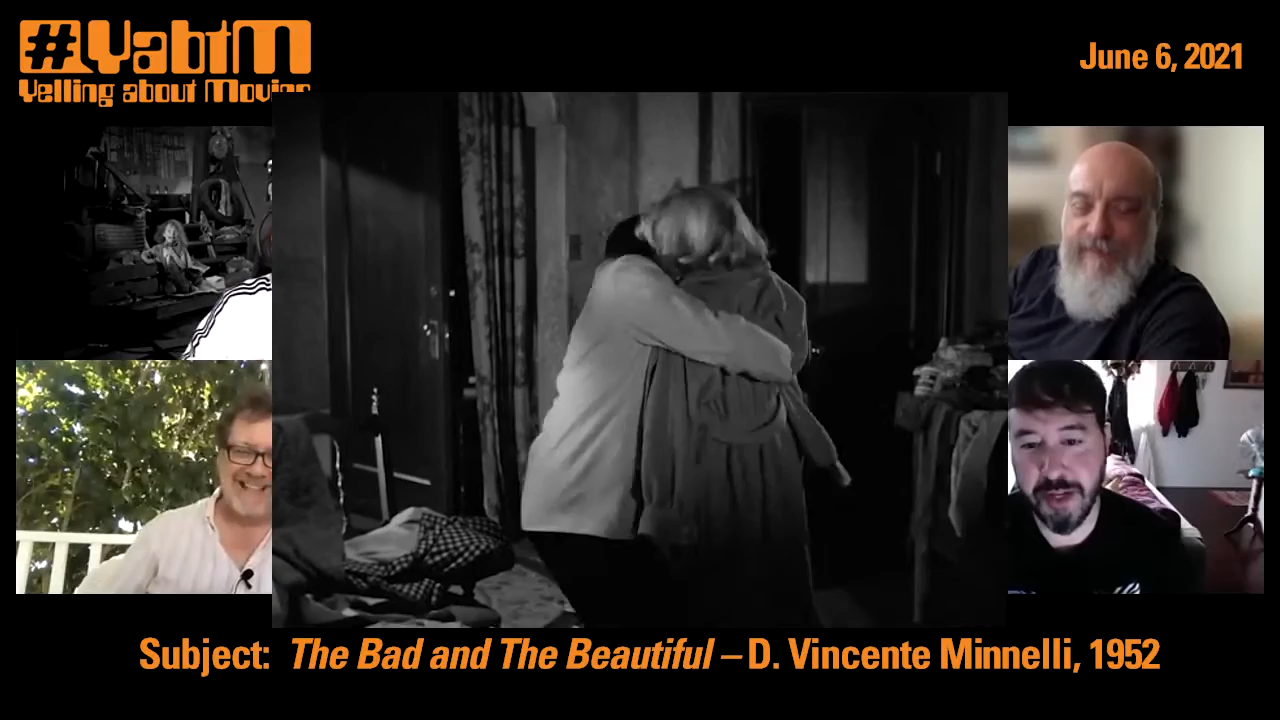 #YabtM
Yelling about Movies
June 6, 2021
Subject: The Bad and The Beautiful – D. Vincente Minnelli, 1952